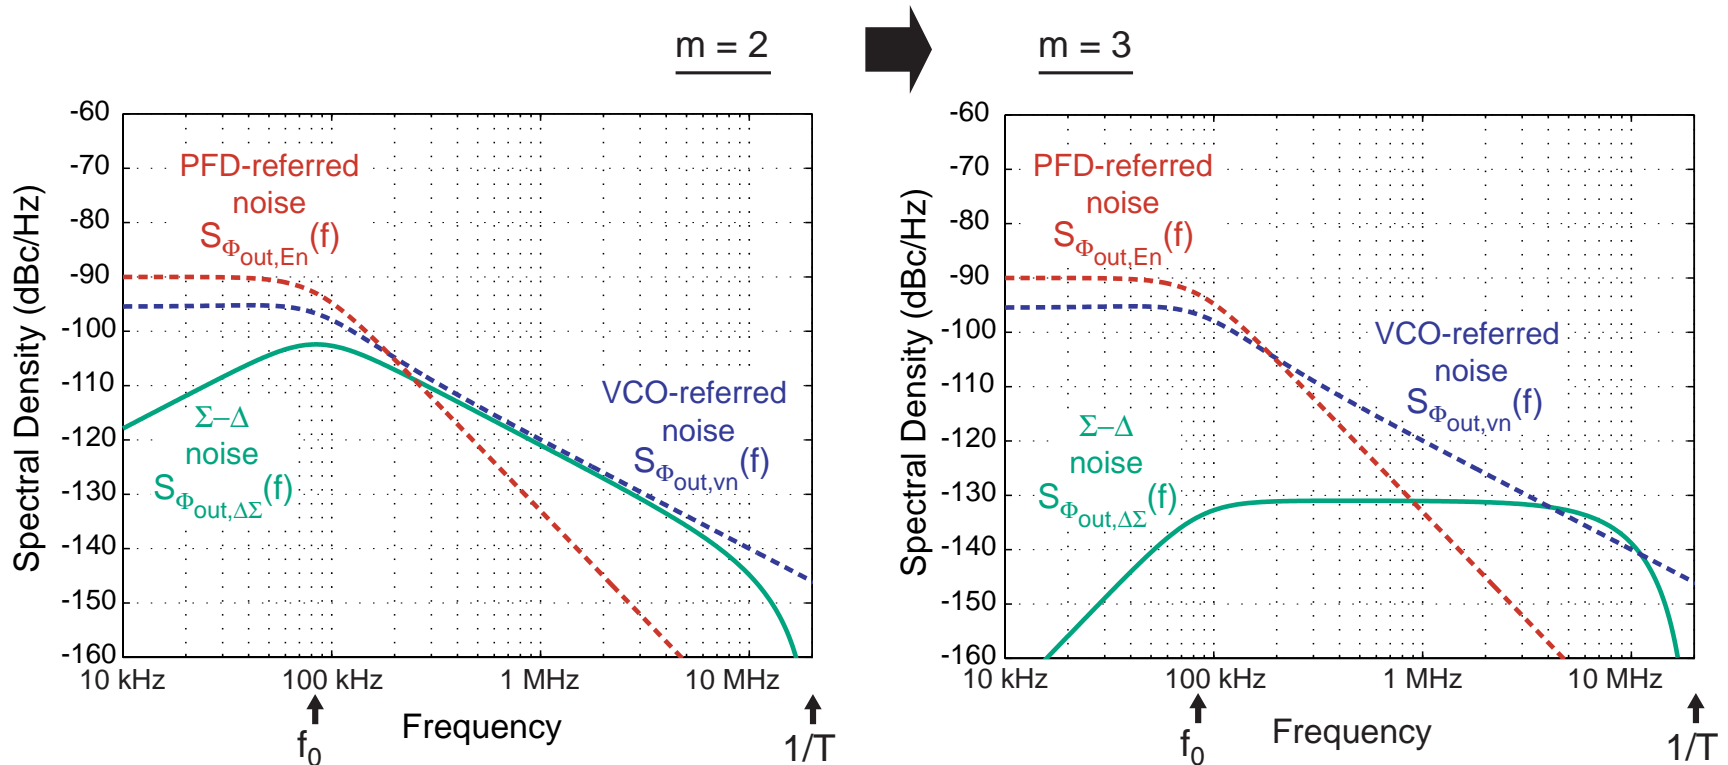 m = 2
m = 3
-60
-70
-80
-90
-100
-110
-120
-130
-140
-150
-160
Spectral Density (dBc/Hz)
PFD-referred
noise
SΦout,En(f)
VCO-referred
noise
SΦout,vn(f)
Σ−Δ
noise
SΦout,ΔΣ(f)
10 kHz
100 kHz
1 MHz
10 MHz
f0
Frequency
1/T
-60
-70
-80
-90
-100
-110
-120
-130
-140
-150
-160
Spectral Density (dBc/Hz)
PFD-referred
noise
SΦout,En(f)
VCO-referred
noise
SΦout,vn(f)
Σ−Δ
noise
SΦout,ΔΣ(f)
10 kHz
100 kHz
1 MHz
10 MHz
f0
Frequency
1/T